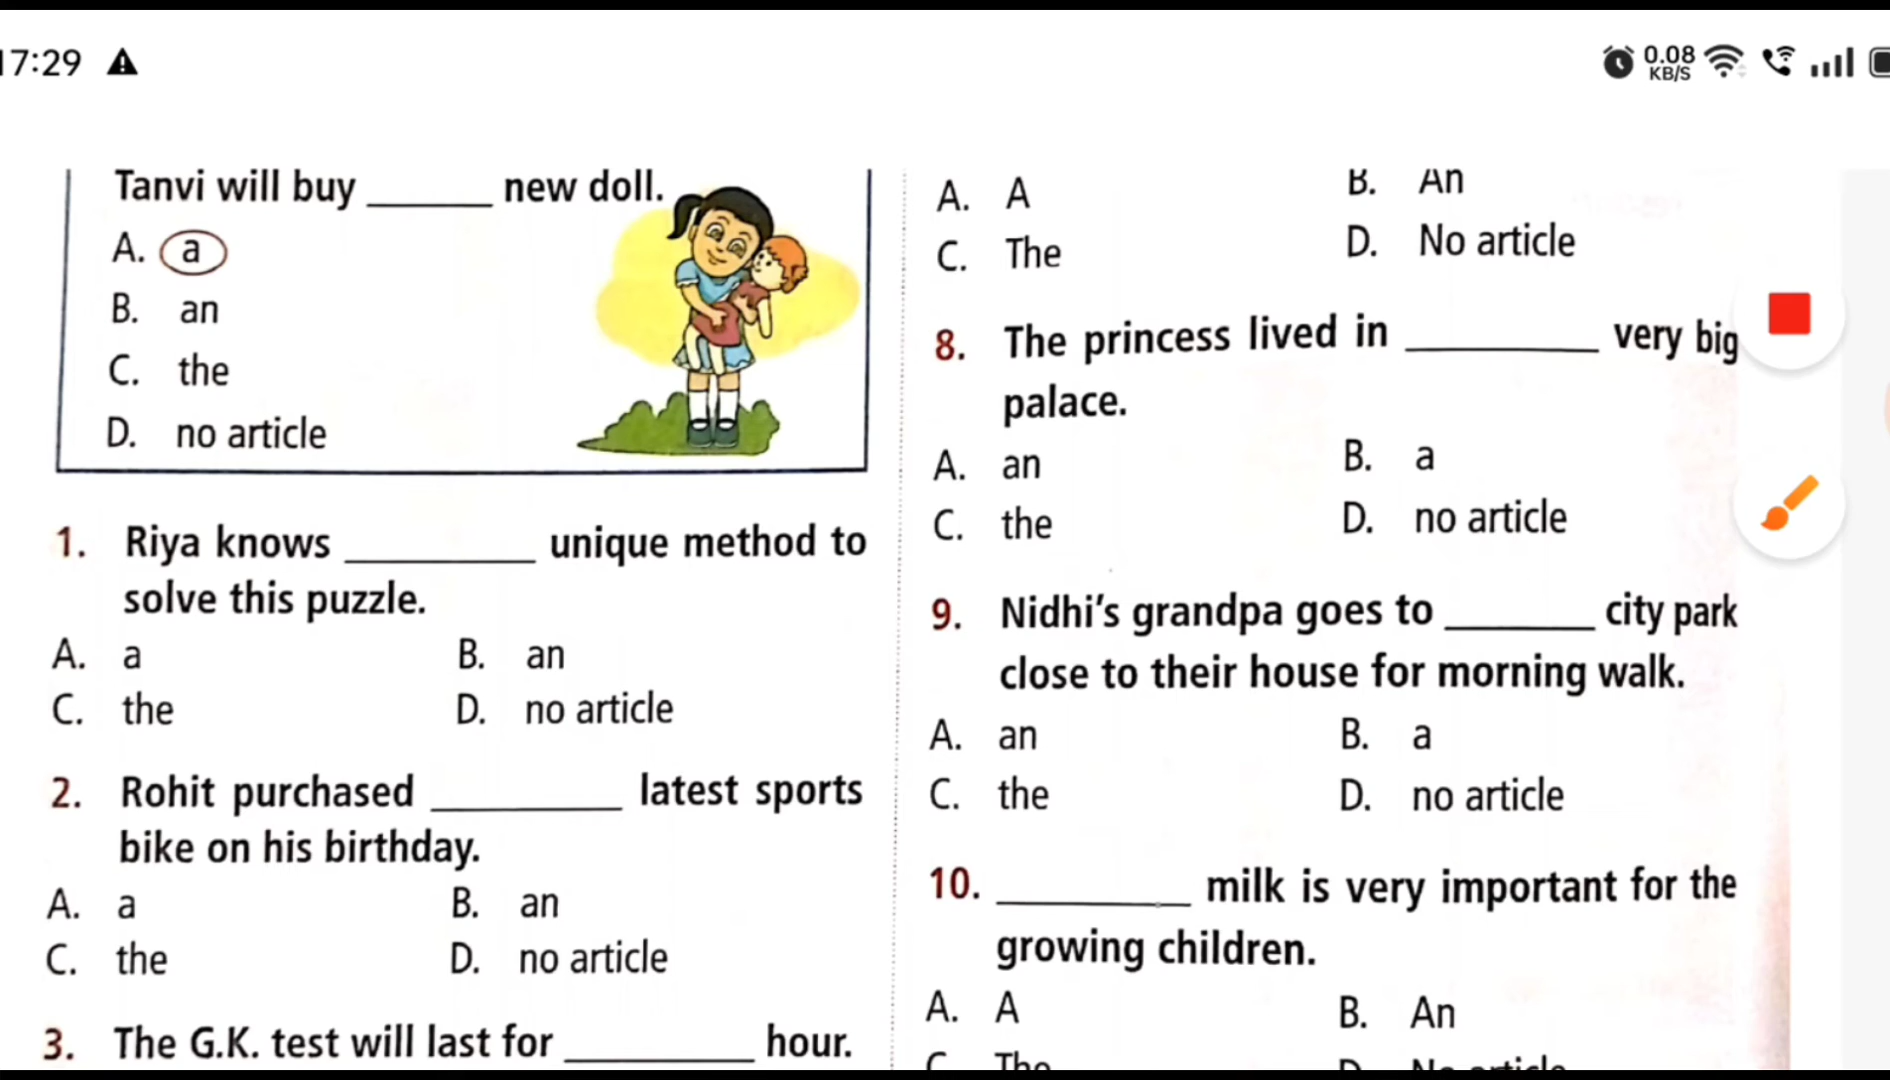 17:29
0.08
KB/S
Tanvi will buy ______ new doll.
A. a
B. an
C. the
D. no article
1. Riya knows _________ unique method to
solve this puzzle.
A. a B. an
C. the D. no article
2. Rohit purchased _________ latest sports
bike on his birthday.
A. a B. an
C. the D. no article
3. The G.K. test will last for _________ hour.
A. A B. An
C. The D. No article
8. The princess lived in _________ very big
palace.
A. an B. a
C. the D. no article
9. Nidhi's grandpa goes to _______ city park
close to their house for morning walk.
A. an B. a
C. the D. no article
10. _________ milk is very important for the
growing children.
A. A B. An
C. The D. No article